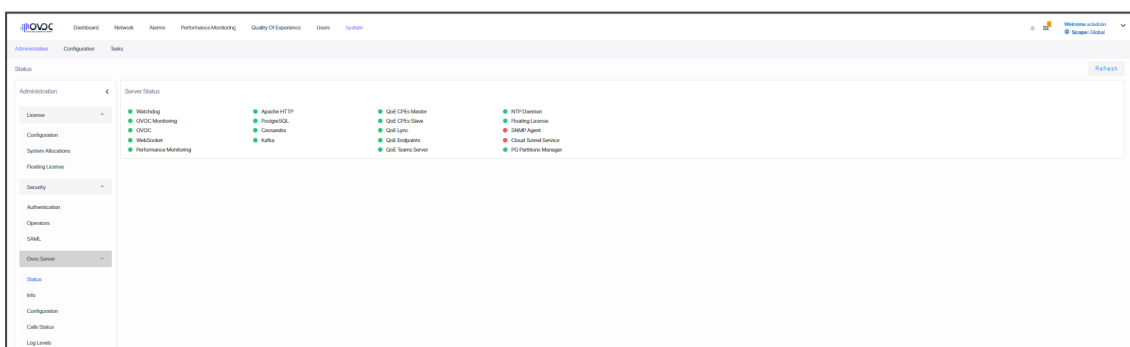 OVOC Dashboard Network Alarms Performance Monitoring Quality Of Experience Users System Welcome acladmin
Scope: Global
Administration Configuration Tasks
Status Refresh
Administration
License
Configuration
System Allocations
Floating License
Security
Authentication
Operators
SAML
Ovoc Server
Status
Info
Configuration
Calls Status
Log Levels
Server Status
Watchdog Apache HTTP QoE CPEs Master NTP Daemon
OVOC Monitoring PostgreSQL QoE CPEs Slave Floating License
OVOC Cassandra QoE Lync SNMP Agent
WebSocket Kafka QoE Endpoints Cloud Tunnel Service
Performance Monitoring QoE Teams Server PG Partitions Manager